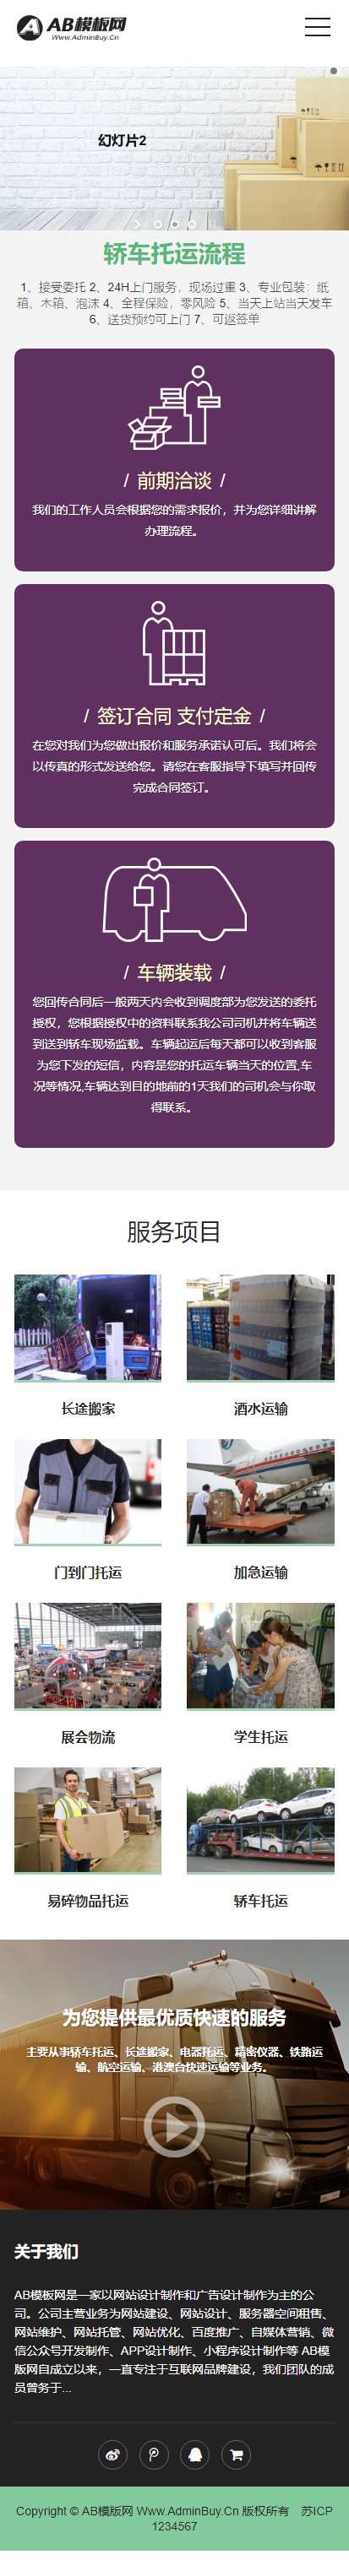 AB模板网
Www.AdminBuy.Cn
幻灯片2
轿车托运流程
1、接受委托 2、24H上门服务，现场过重 3、专业包装：纸
箱、木箱、泡沫 4、全程保险，零风险 5、当天上站当天发车
6、送货预约可上门 7、可返签单
/ 前期洽谈 /
我们的工作人员会根据您的需求报价，并为您详细讲解
办理流程。
/ 签订合同 支付定金 /
在您对我们为您做出报价和服务承诺认可后。我们将会
以传真的形式发送给您。请您在客服指导下填写并回传
完成合同签订。
/ 车辆装载 /
您回传合同后一般两天内会收到调度部为您发送的委托
授权，您根据授权中的资料联系我公司司机并将车辆送
到送到轿车现场监载。车辆起运后每天都可以收到客服
为您下发的短信，内容是您的托运车辆当天的位置,车
况等情况,车辆达到目的地前的1天我们的司机会与你取
得联系。
服务项目
长途搬家
酒水运输
门到门托运
加急运输
展会物流
学生托运
易碎物品托运
轿车托运
为您提供最优质快速的服务
主要从事轿车托运、长途搬家、电器托运、精密仪器、铁路运
输、航空运输、港澳台快速运输等业务。
关于我们
AB模板网是一家以网站设计制作和广告设计制作为主的公
司。公司主营业务为网站建设、网站设计、服务器空间租售、
网站维护、网站托管、网站优化、百度推广、自媒体营销、微
信公众号开发制作、APP设计制作、小程序设计制作等 AB模
版网自成立以来，一直专注于互联网品牌建设，我们团队的成
员曾务于...
Copyright © AB模版网 Www.AdminBuy.Cn 版权所有 苏ICP
1234567